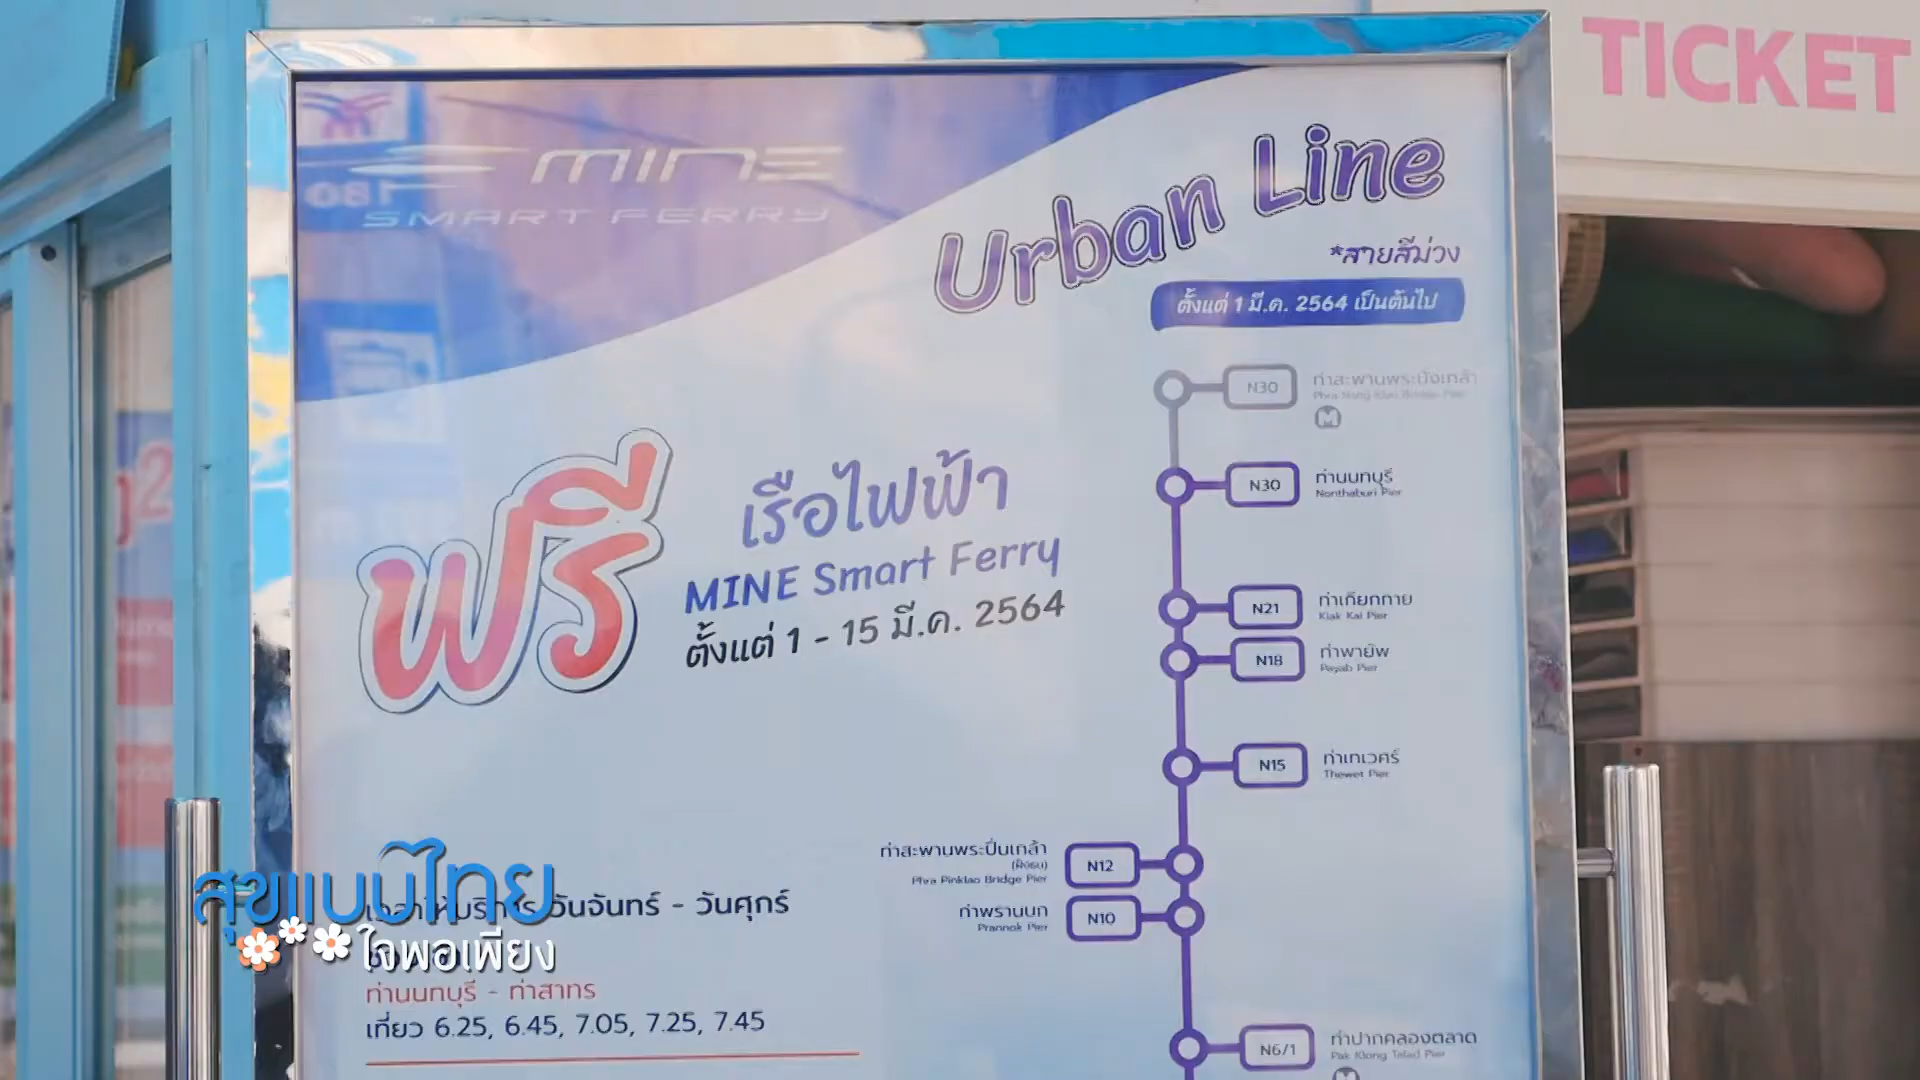 TICKET
MINE
SMART FERRY
Urban Line
*สายสีม่วง
ตั้งแต่ 1 มี.ค. 2564 เป็นต้นไป
ฟรี
เรือไฟฟ้า
MINE Smart Ferry
ตั้งแต่ 1 - 15 มี.ค. 2564
N30 ท่าสะพานพระนั่งเกล้า
Phra Nang Klao Bridge Pier
N30 ท่านนทบุรี
Nonthaburi Pier
N21 ท่าเกียกกาย
Kiak Kai Pier
N18 ท่าพายัพ
Payab Pier
N15 ท่าเทเวศร์
Thewet Pier
ท่าสะพานพระปิ่นเกล้า N12
(ฝั่งธน)
Phra Pinklao Bridge Pier
ท่าพรานนก N10
Prannok Pier
N6/1 ท่าปากคลองตลาด
Pak Klong Talad Pier
สุขแบบไทย
ใจพอเพียง
วันจันทร์ - วันศุกร์
ท่านนทบุรี - ท่าสาทร
เที่ยว 6.25, 6.45, 7.05, 7.25, 7.45